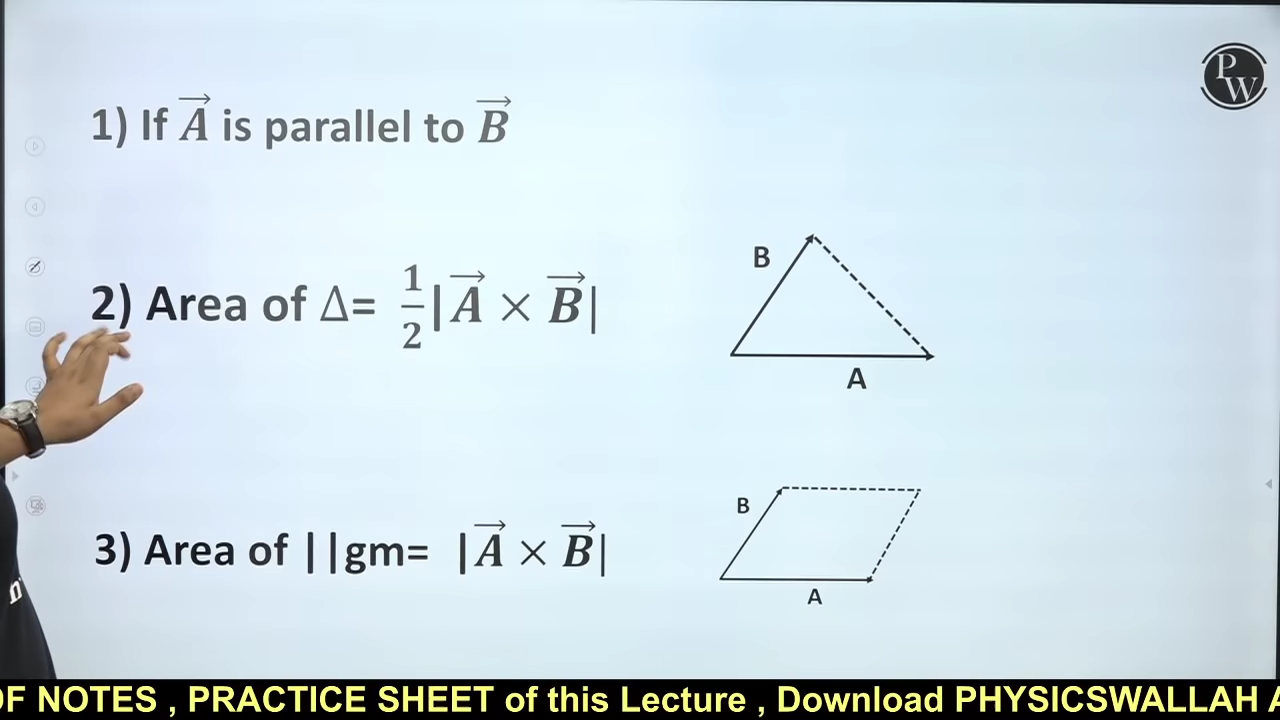 PW
1) If A⃗ is parallel to B⃗
2) Area of Δ= 1/2|A⃗ × B⃗|
B
A
3) Area of ||gm= |A⃗ × B⃗|
B
A
NOTES , PRACTICE SHEET of this Lecture , Download PHYSICSWALLAH